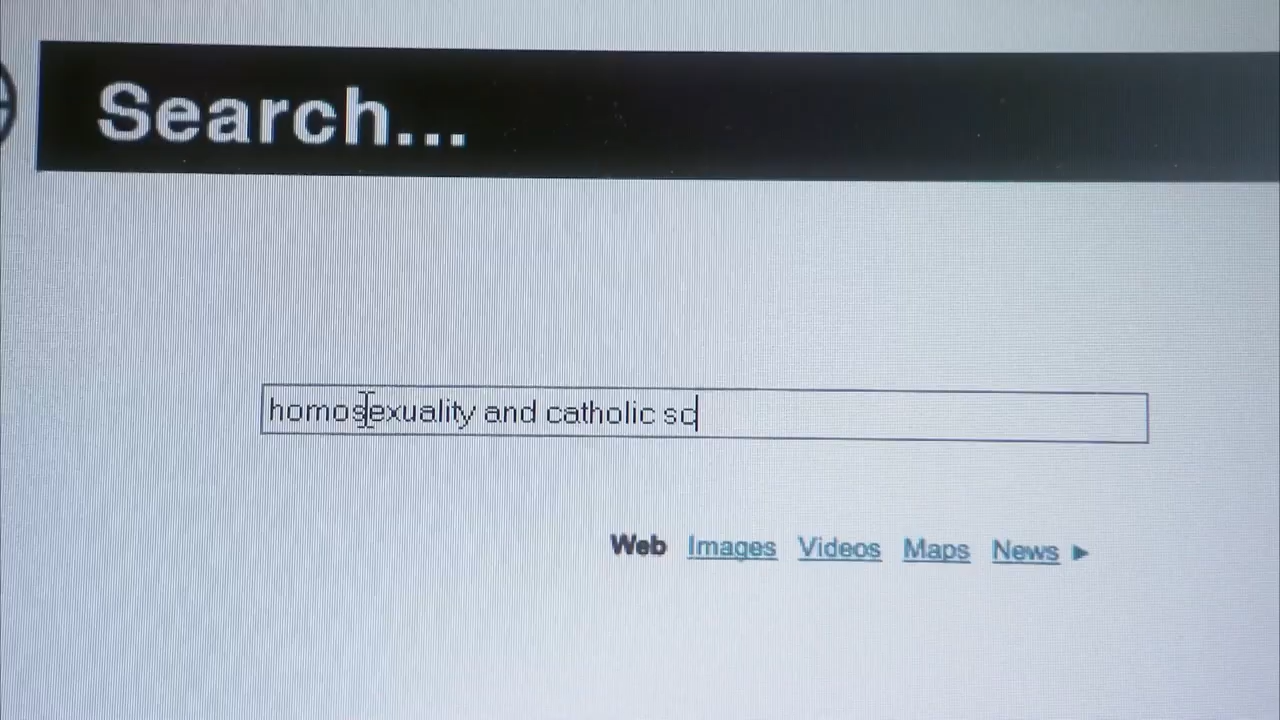 Search...
homosexuality and catholic sc
Web Images Videos Maps News ►